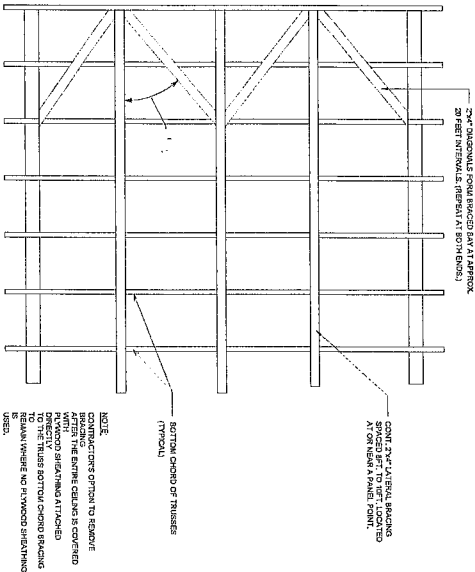 2"x4" DIAGONALS FORM BRACED BAY AT APPROX.
20 FEET INTERVALS. (REPEAT AT BOTH ENDS.)
CONT. 2"x4" LATERAL BRACING
SPACED 8FT. TO 10FT. LOCATED
AT OR NEAR A PANEL POINT.
BOTTOM CHORD OF TRUSSES
(TYPICAL)
NOTE:
CONTRACTOR'S OPTION TO REMOVE
BRACING
AFTER THE ENTIRE CEILING IS COVERED
WITH
PLYWOOD SHEATHING ATTACHED
DIRECTLY
TO THE TRUSS BOTTOM CHORD BRACING
TO
REMAIN WHERE NO PLYWOOD SHEATHING
IS
USED.